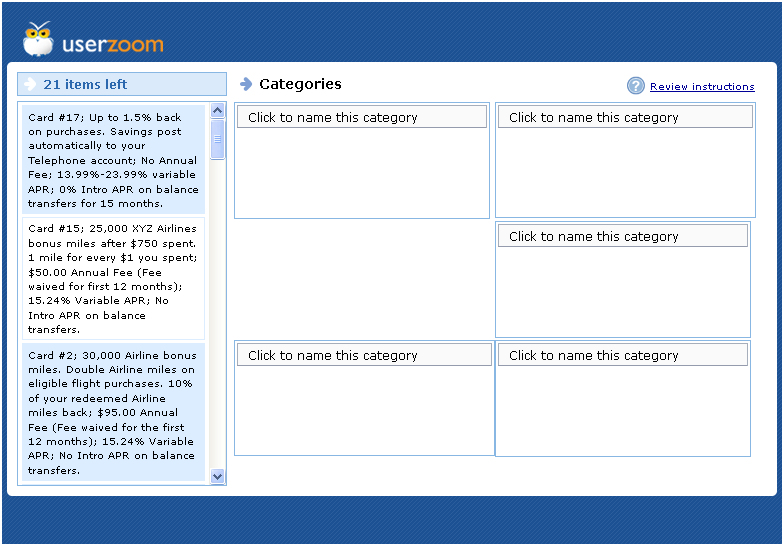 userzoom
21 items left
Categories
? Review instructions
Card #17; Up to 1.5% back
on purchases. Savings post
automatically to your
Telephone account; No Annual
Fee; 13.99%-23.99% variable
APR; 0% Intro APR on balance
transfers for 15 months.
Card #15; 25,000 XYZ Airlines
bonus miles after $750 spent.
1 mile for every $1 you spent;
$50.00 Annual Fee (Fee
waived for first 12 months);
15.24% Variable APR; No
Intro APR on balance
transfers.
Card #2; 30,000 Airline bonus
miles. Double Airline miles on
eligible flight purchases. 10%
of your redeemed Airline
miles back; $95.00 Annual
Fee (Fee waived for the first
12 months); 15.24% Variable
APR; No Intro APR on balance
transfers.
Click to name this category
Click to name this category
Click to name this category
Click to name this category
Click to name this category